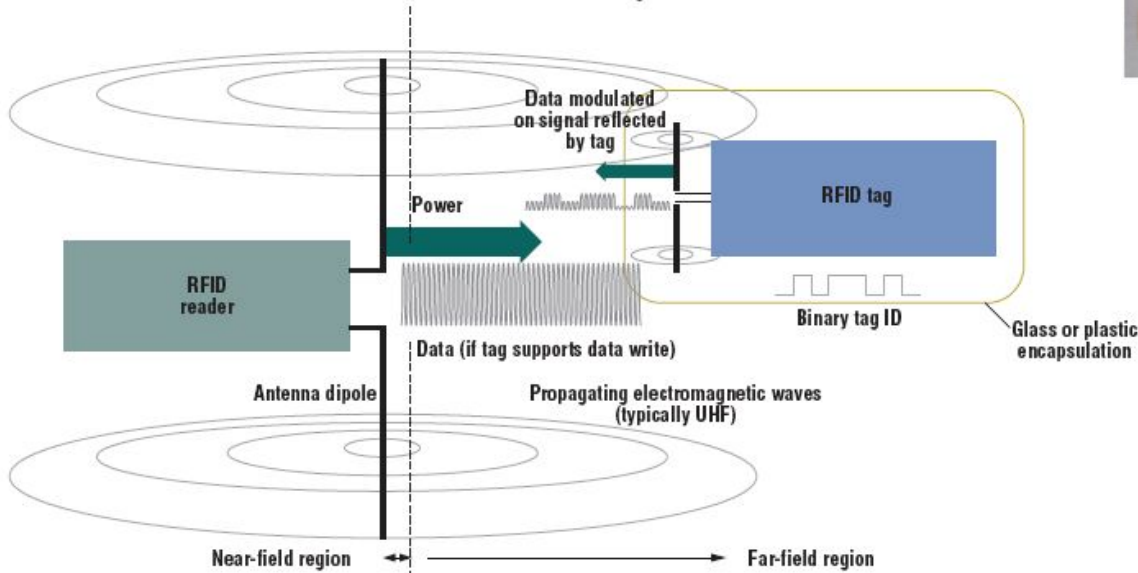 Data modulated
on signal reflected
by tag
Power
RFID tag
RFID
reader
Binary tag ID
Glass or plastic
encapsulation
Data (if tag supports data write)
Antenna dipole
Propagating electromagnetic waves
(typically UHF)
Near-field region
Far-field region